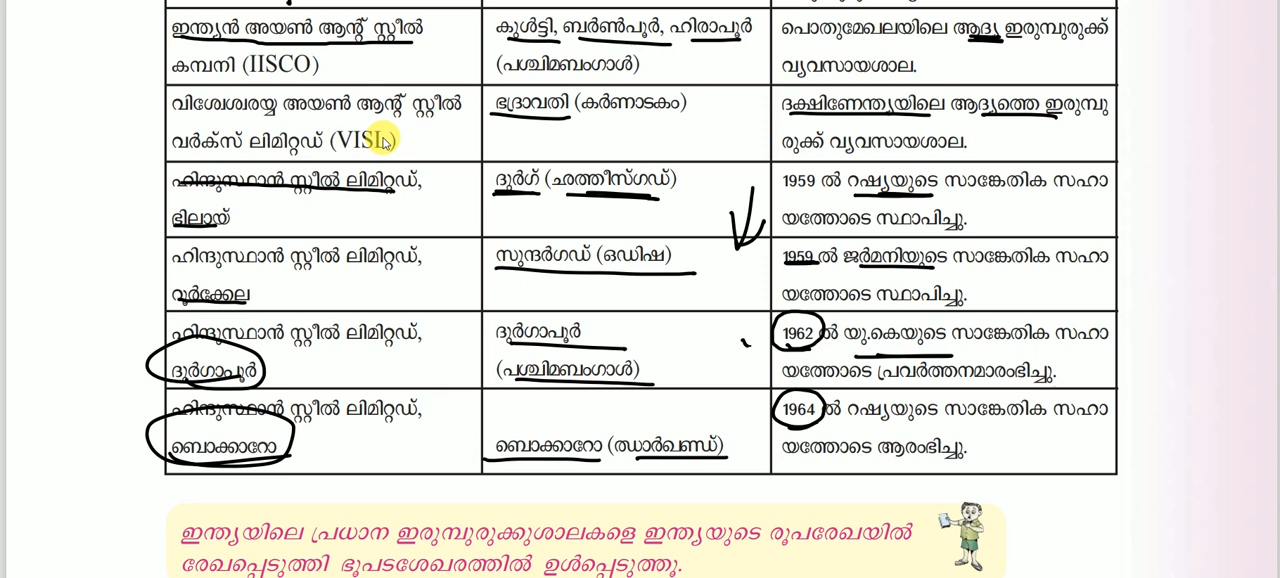 ഇന്ത്യൻ അയൺ ആന്റ് സ്റ്റീൽ
കമ്പനി (IISCO)
കുൾട്ടി, ബർൺപൂർ, ഹിരാപൂർ
(പശ്ചിമബംഗാൾ)
പൊതുമേഖലയിലെ ആദ്യ ഇരുമ്പുരുക്ക്
വ്യവസായശാല.
വിശ്വേശ്വരയ്യ അയൺ ആന്റ് സ്റ്റീൽ
വർക്സ് ലിമിറ്റഡ് (VISL)
ഭദ്രാവതി (കർണാടകം)
ദക്ഷിണേന്ത്യയിലെ ആദ്യത്തെ ഇരുമ്പു
രുക്ക് വ്യവസായശാല.
ഹിന്ദുസ്ഥാൻ സ്റ്റീൽ ലിമിറ്റഡ്,
ഭിലായ്
ദുർഗ് (ഛത്തീസ്ഗഡ്)
1959 ൽ റഷ്യയുടെ സാങ്കേതിക സഹാ
യത്തോടെ സ്ഥാപിച്ചു.
ഹിന്ദുസ്ഥാൻ സ്റ്റീൽ ലിമിറ്റഡ്,
റൂർക്കേല
സുന്ദർഗഡ് (ഒഡിഷ)
1959 ൽ ജർമനിയുടെ സാങ്കേതിക സഹാ
യത്തോടെ സ്ഥാപിച്ചു.
ഹിന്ദുസ്ഥാൻ സ്റ്റീൽ ലിമിറ്റഡ്,
ദുർഗാപൂർ
ദുർഗാപൂർ
(പശ്ചിമബംഗാൾ)
1962 ൽ യു.കെയുടെ സാങ്കേതിക സഹാ
യത്തോടെ പ്രവർത്തനമാരംഭിച്ചു.
ഹിന്ദുസ്ഥാൻ സ്റ്റീൽ ലിമിറ്റഡ്,
ബൊക്കാറോ
ബൊക്കാറോ (ഝാർഖണ്ഡ്)
1964 ൽ റഷ്യയുടെ സാങ്കേതിക സഹാ
യത്തോടെ ആരംഭിച്ചു.
ഇന്ത്യയിലെ പ്രധാന ഇരുമ്പുരുക്കുശാലകളെ ഇന്ത്യയുടെ രൂപരേഖയിൽ
രേഖപ്പെടുത്തി ഭൂപടശേഖരത്തിൽ ഉൾപ്പെടുത്തൂ.